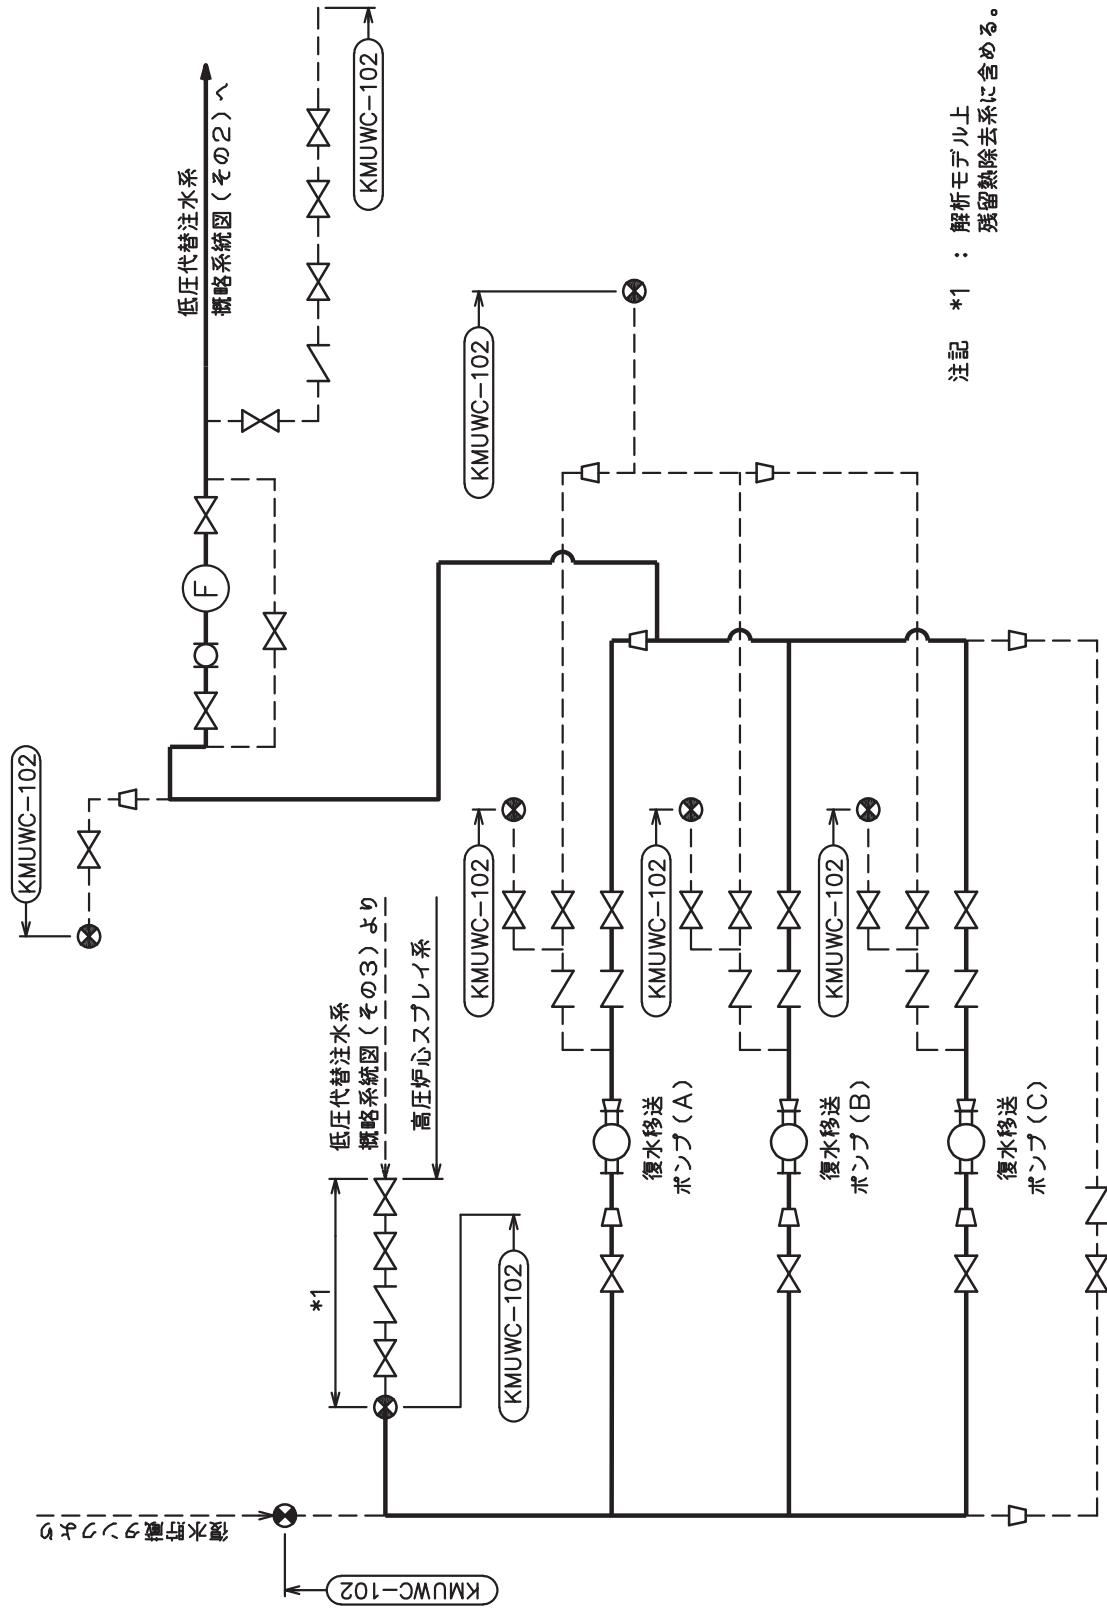 復水貯蔵タンクより
KMUWC-102
KMUWC-102
低圧代替注水系
概略系統図(その2)へ
KMUWC-102
*1
低圧代替注水系
概略系統図(その3)より
高圧炉心スプレイ系
KMUWC-102
F
KMUWC-102
KMUWC-102
復水移送
ポンプ(A)
KMUWC-102
復水移送
ポンプ(B)
KMUWC-102
復水移送
ポンプ(C)
注記 *1 : 解析モデル上
残留熱除去系に含める。